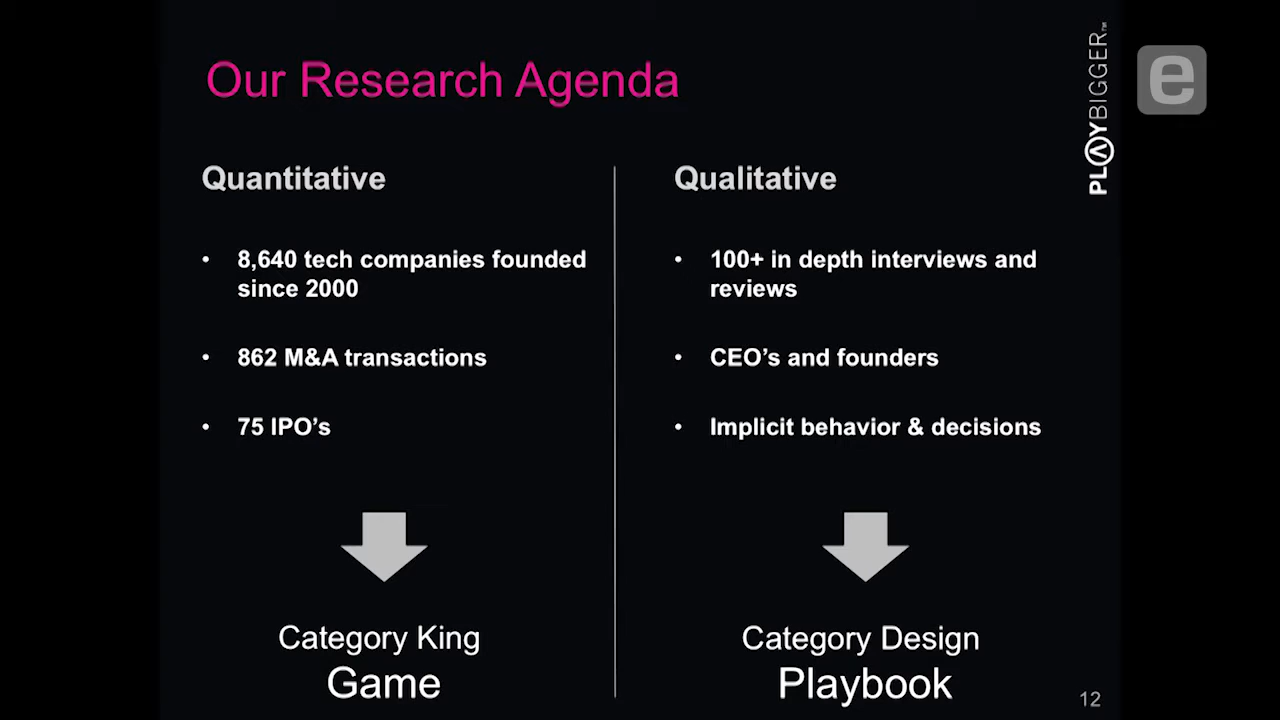 Our Research Agenda
PLAYBIGGER™
e
Quantitative
• 8,640 tech companies founded
since 2000
• 862 M&A transactions
• 75 IPO’s
Category King
Game
Qualitative
• 100+ in depth interviews and
reviews
• CEO’s and founders
• Implicit behavior & decisions
Category Design
Playbook
12